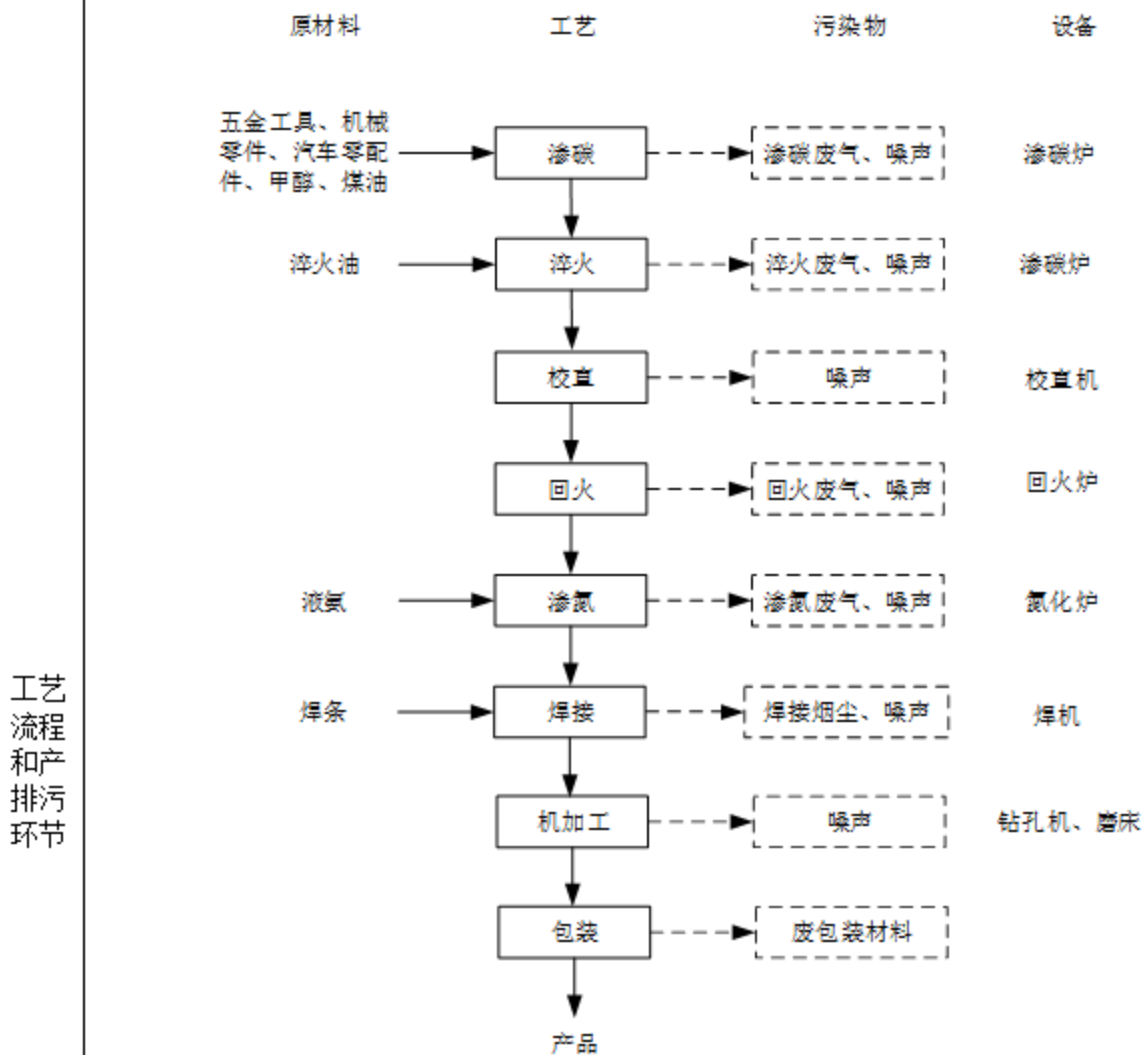 原材料 工艺 污染物 设备
五金工具、机械
零件、汽车零配
件、甲醇、煤油
渗碳 渗碳废气、噪声 渗碳炉
淬火油 淬火 淬火废气、噪声 渗碳炉
校直 噪声 校直机
回火 回火废气、噪声 回火炉
液氨 渗氮 渗氮废气、噪声 氮化炉
焊条 焊接 焊接烟尘、噪声 焊机
机加工 噪声 钻孔机、磨床
包装 废包装材料
产品
工艺
流程
和产
排污
环节